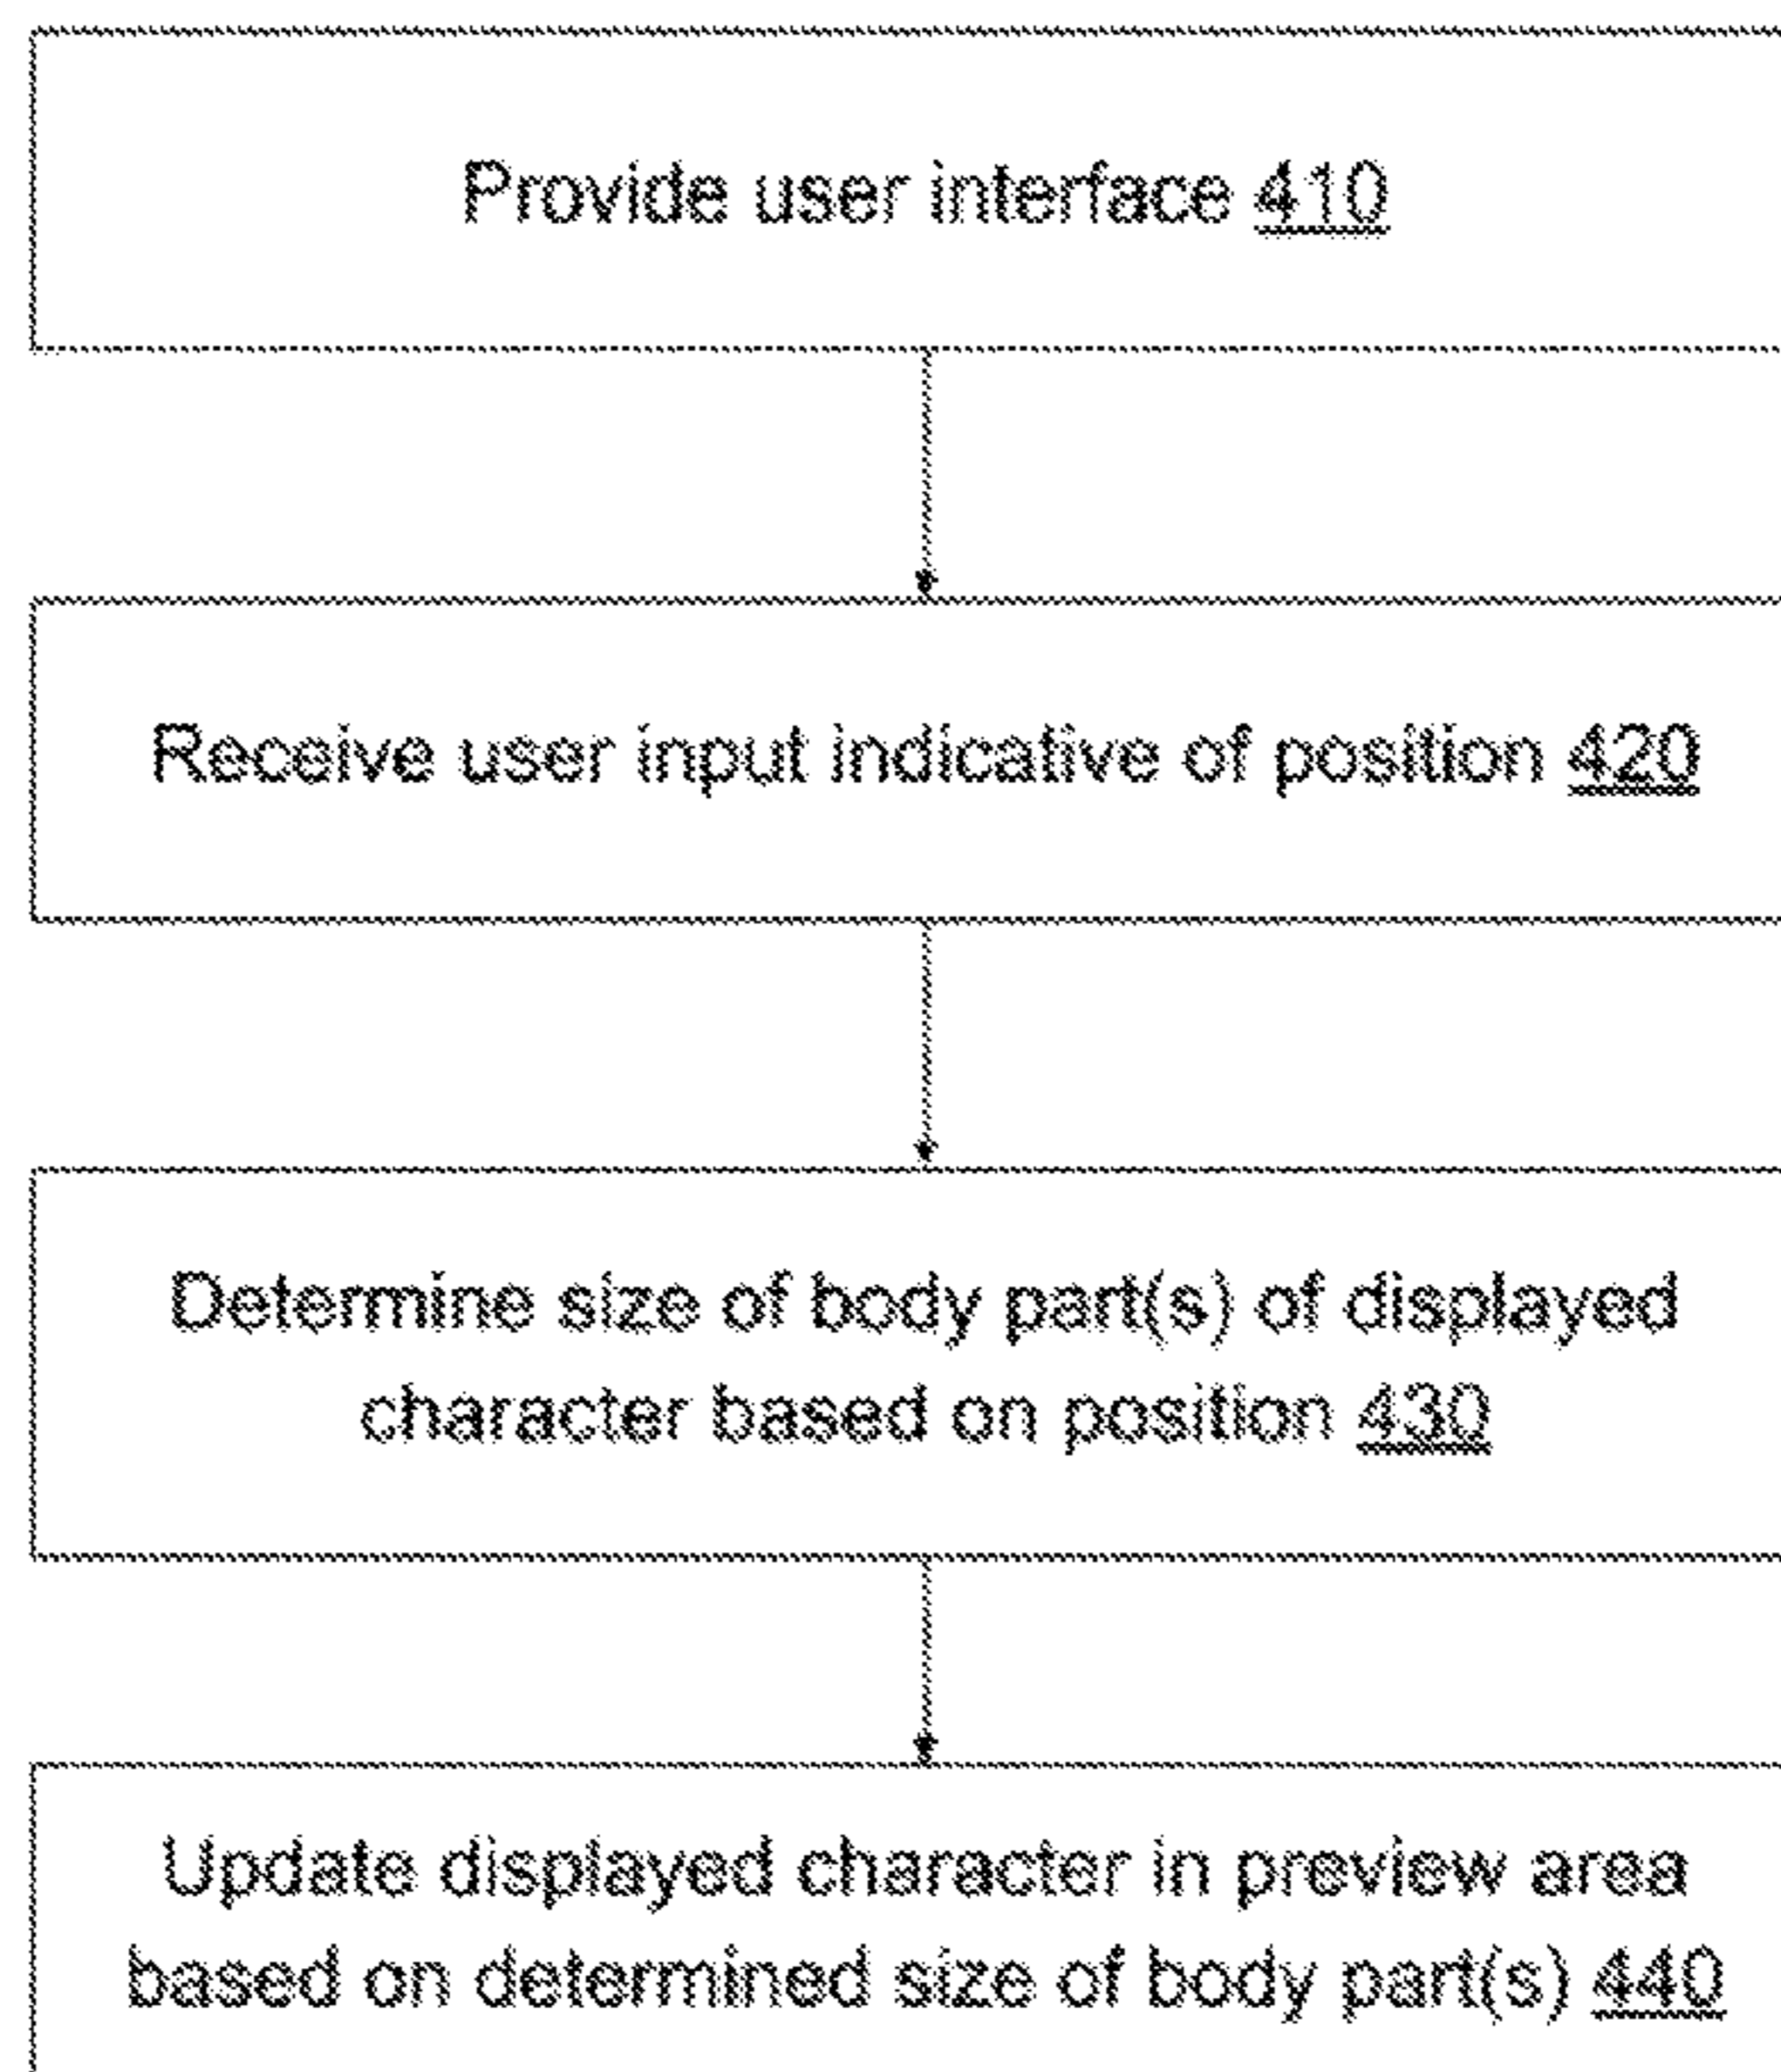 Provide user interface 410
Receive user input indicative of position 420
Determine size of body part(s) of displayed
character based on position 430
Update displayed character in preview area
based on determined size of body part(s) 440